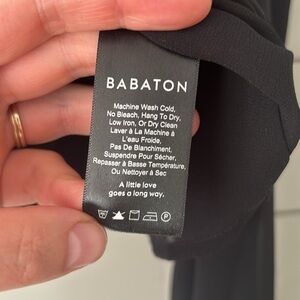 BABATON
Machine Wash Cold,
No Bleach, Hang To Dry,
Low Iron, Or Dry Clean
Laver à La Machine à
L'eau Froide,
Pas De Blanchiment,
Suspendre Pour Sécher,
Repasser à Basse Température,
Ou Nettoyer à Sec
A little love
goes a long way.